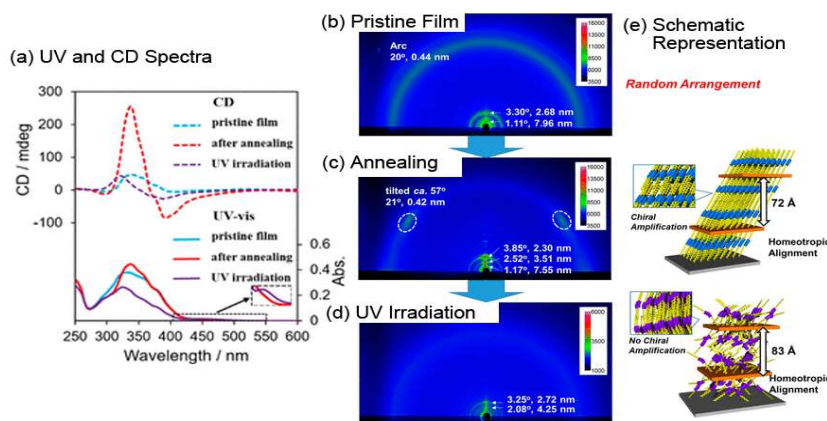 (a) UV and CD Spectra
300
200
100
0
-100
CD / mdeg
CD
pristine film
after annealing
UV irradiation
UV-vis
pristine film
after annealing
UV irradiation
0.6
0.4
0.2
0
Abs.
250 300 350 400 450 500 550 600
Wavelength / nm
(b) Pristine Film
Arc
20°, 0.44 nm
3.30°, 2.68 nm
1.11°, 7.96 nm
16000
13500
11000
8500
6000
3500
(c) Annealing
tilted ca. 57°
21°, 0.42 nm
3.85°, 2.30 nm
2.52°, 3.51 nm
1.17°, 7.55 nm
16000
13500
11000
8500
6000
3500
(d) UV Irradiation
3.25°, 2.72 nm
2.08°, 4.25 nm
6000
5000
4000
3000
2000
1000
(e) Schematic
Representation
Random Arrangement
Chiral
Amplification
72 Å
Homeotropic
Alignment
No Chiral
Amplification
83 Å
Homeotropic
Alignment